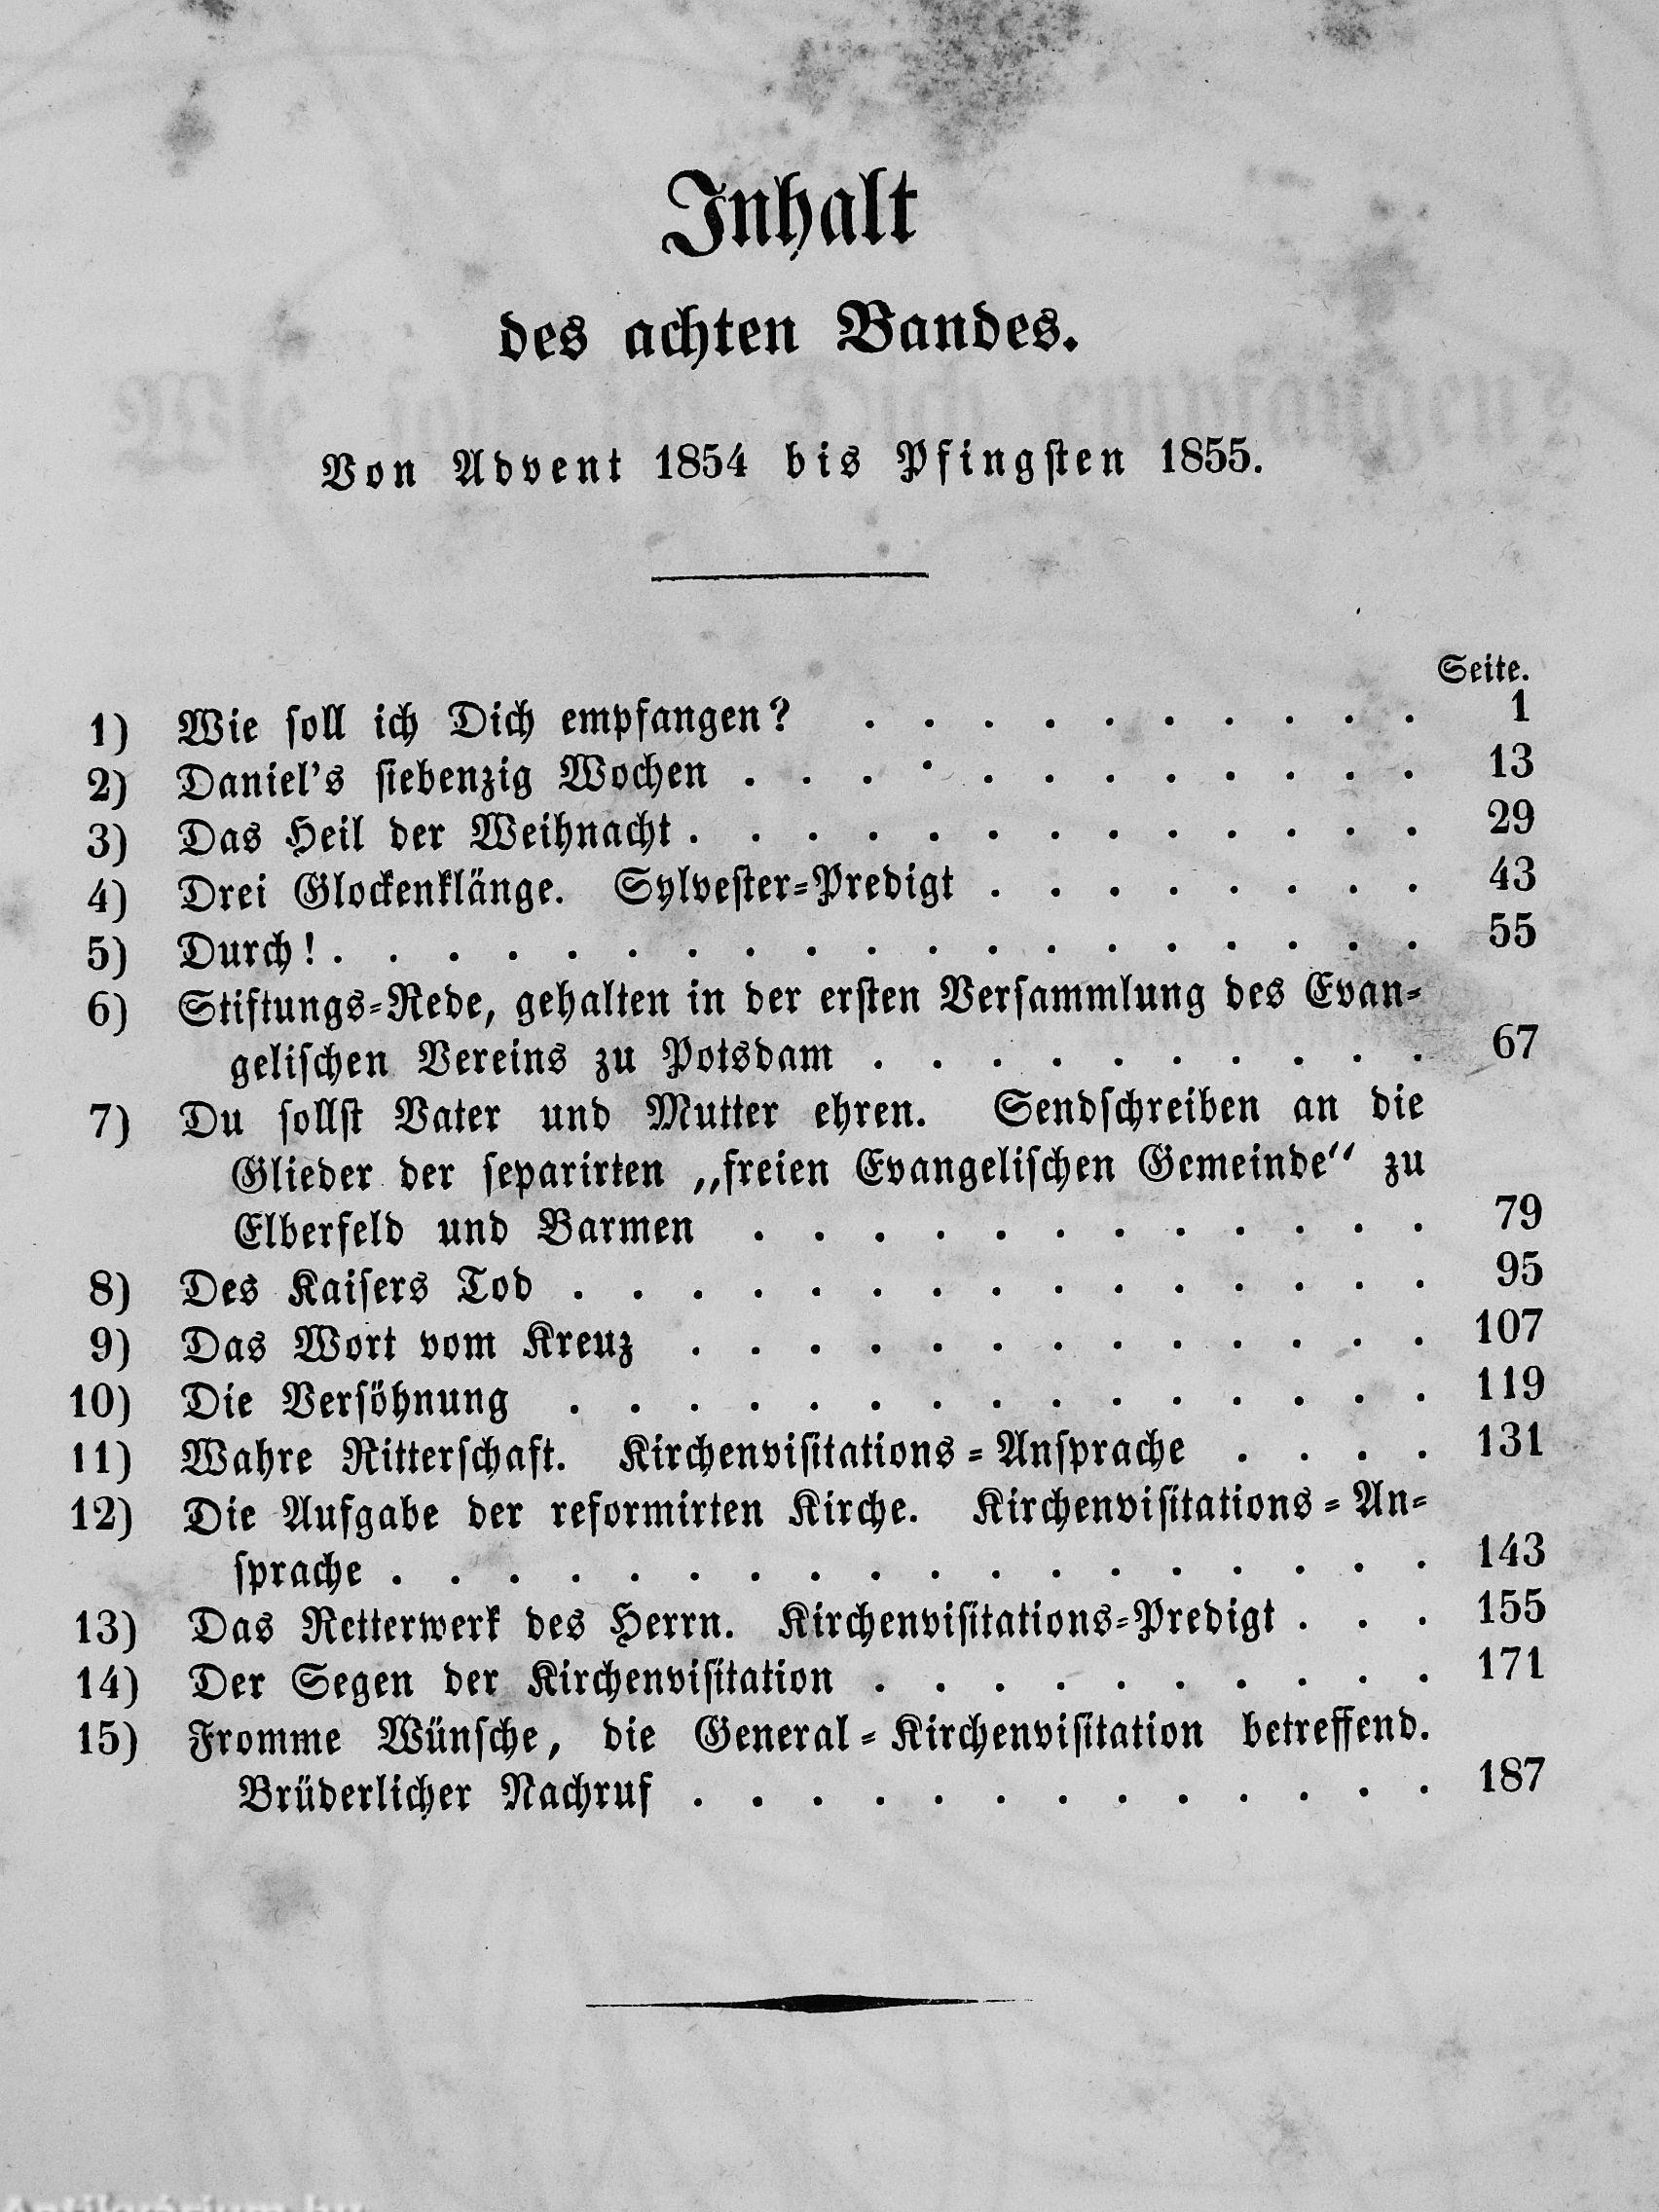 Inhalt
des achten Bandes.
Von Advent 1854 bis Pfingsten 1855.
Seite.
1) Wie soll ich Dich empfangen? . . . . . . . . . . 1
2) Daniel's siebenzig Wochen . . . . . . . . . . . . 13
3) Das Heil der Weihnacht . . . . . . . . . . . . . 29
4) Drei Glockenklänge. Sylvester-Predigt . . . . . . . . 43
5) Durch! . . . . . . . . . . . . . . . . . . . 55
6) Stiftungs-Rede, gehalten in der ersten Versammlung des Evan-
gelischen Vereins zu Potsdam . . . . . . . . . . 67
7) Du sollst Vater und Mutter ehren. Sendschreiben an die
Glieder der separirten „freien Evangelischen Gemeinde“ zu
Elberfeld und Barmen . . . . . . . . . . . . 79
8) Des Kaisers Tod . . . . . . . . . . . . . . . 95
9) Das Wort vom Kreuz . . . . . . . . . . . . . 107
10) Die Versöhnung . . . . . . . . . . . . . . . 119
11) Wahre Ritterschaft. Kirchenvisitations-Ansprache . . . . 131
12) Die Aufgabe der reformirten Kirche. Kirchenvisitations-An-
sprache . . . . . . . . . . . . . . . . . . 143
13) Das Retterwerk des Herrn. Kirchenvisitations-Predigt . . . 155
14) Der Segen der Kirchenvisitation . . . . . . . . . . 171
15) Fromme Wünsche, die General-Kirchenvisitation betreffend.
Brüderlicher Nachruf . . . . . . . . . . . . . 187